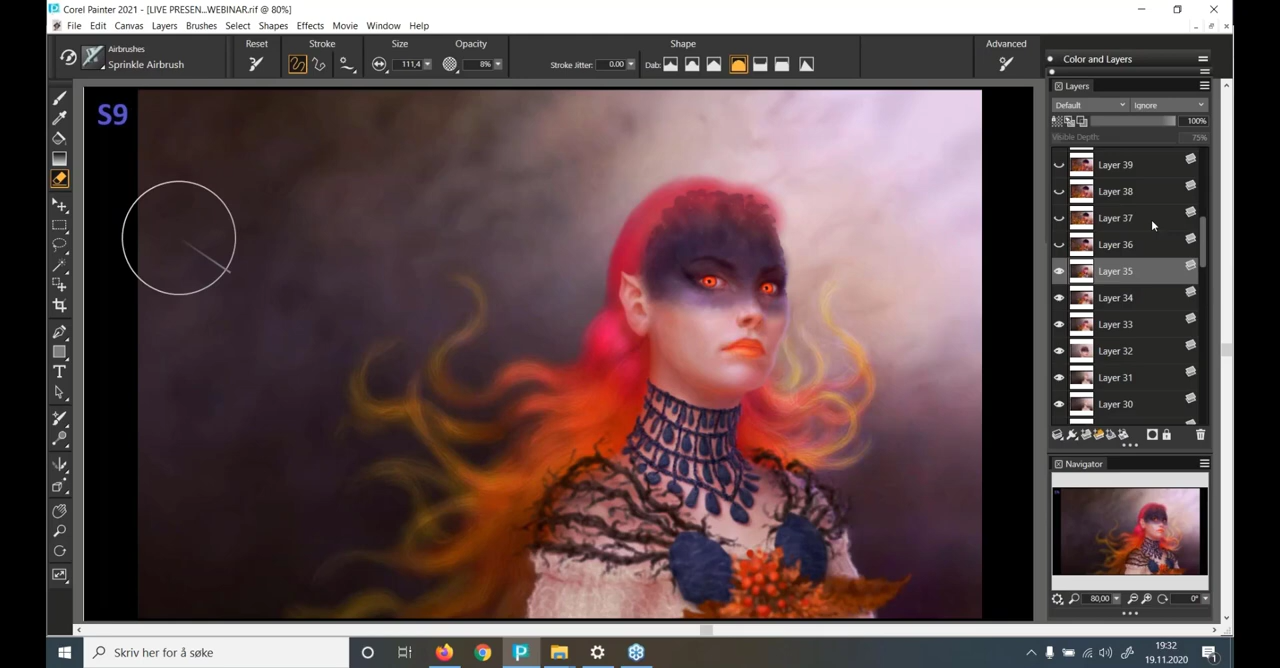 Corel Painter 2021 - [LIVE PRESEN...WEBINAR.rif @ 80%]
File Edit Canvas Layers Brushes Select Shapes Effects Movie Window Help
Airbrushes
Sprinkle Airbrush
Reset
Stroke
Size
111,4
Opacity
8%
Shape
Stroke Jitter: 0.00
Dab:
Advanced
Color and Layers
Layers
Default
Ignore
100%
Visible Depth:
75%
S9
Layer 39
Layer 38
Layer 37
Layer 36
Layer 35
Layer 34
Layer 33
Layer 32
Layer 31
Layer 30
Navigator
80,00
0°
Skriv her for å søke
19:32
19.11.2020